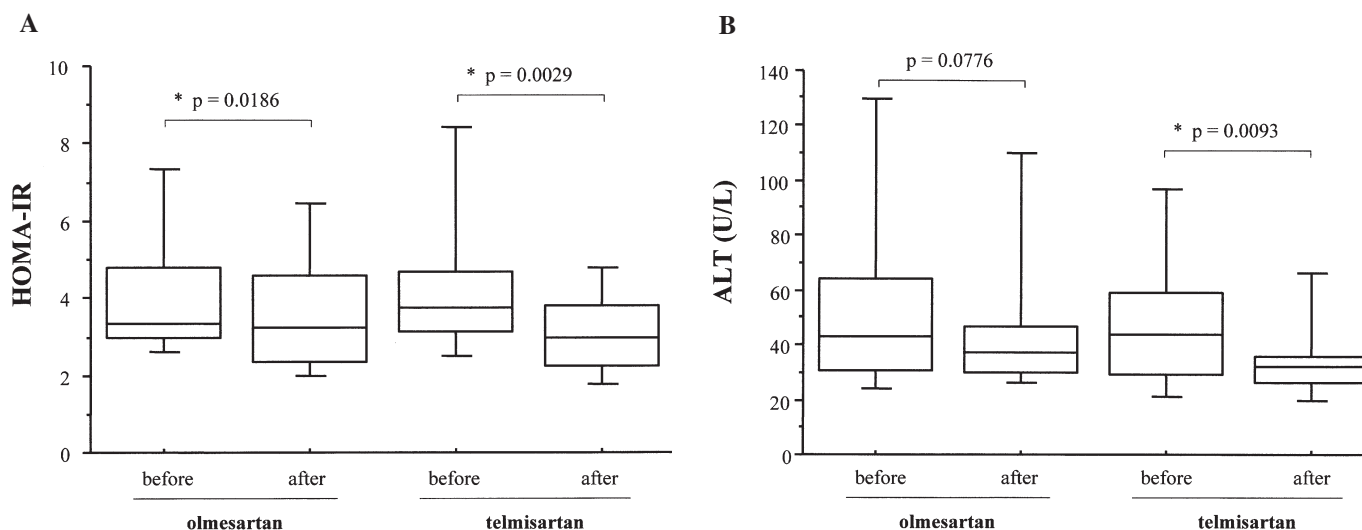 A
HOMA-IR
10
8
6
4
2
0
* p = 0.0186
* p = 0.0029
before after before after
olmesartan telmisartan
B
ALT (U/L)
140
120
100
80
60
40
20
0
p = 0.0776
* p = 0.0093
before after before after
olmesartan telmisartan